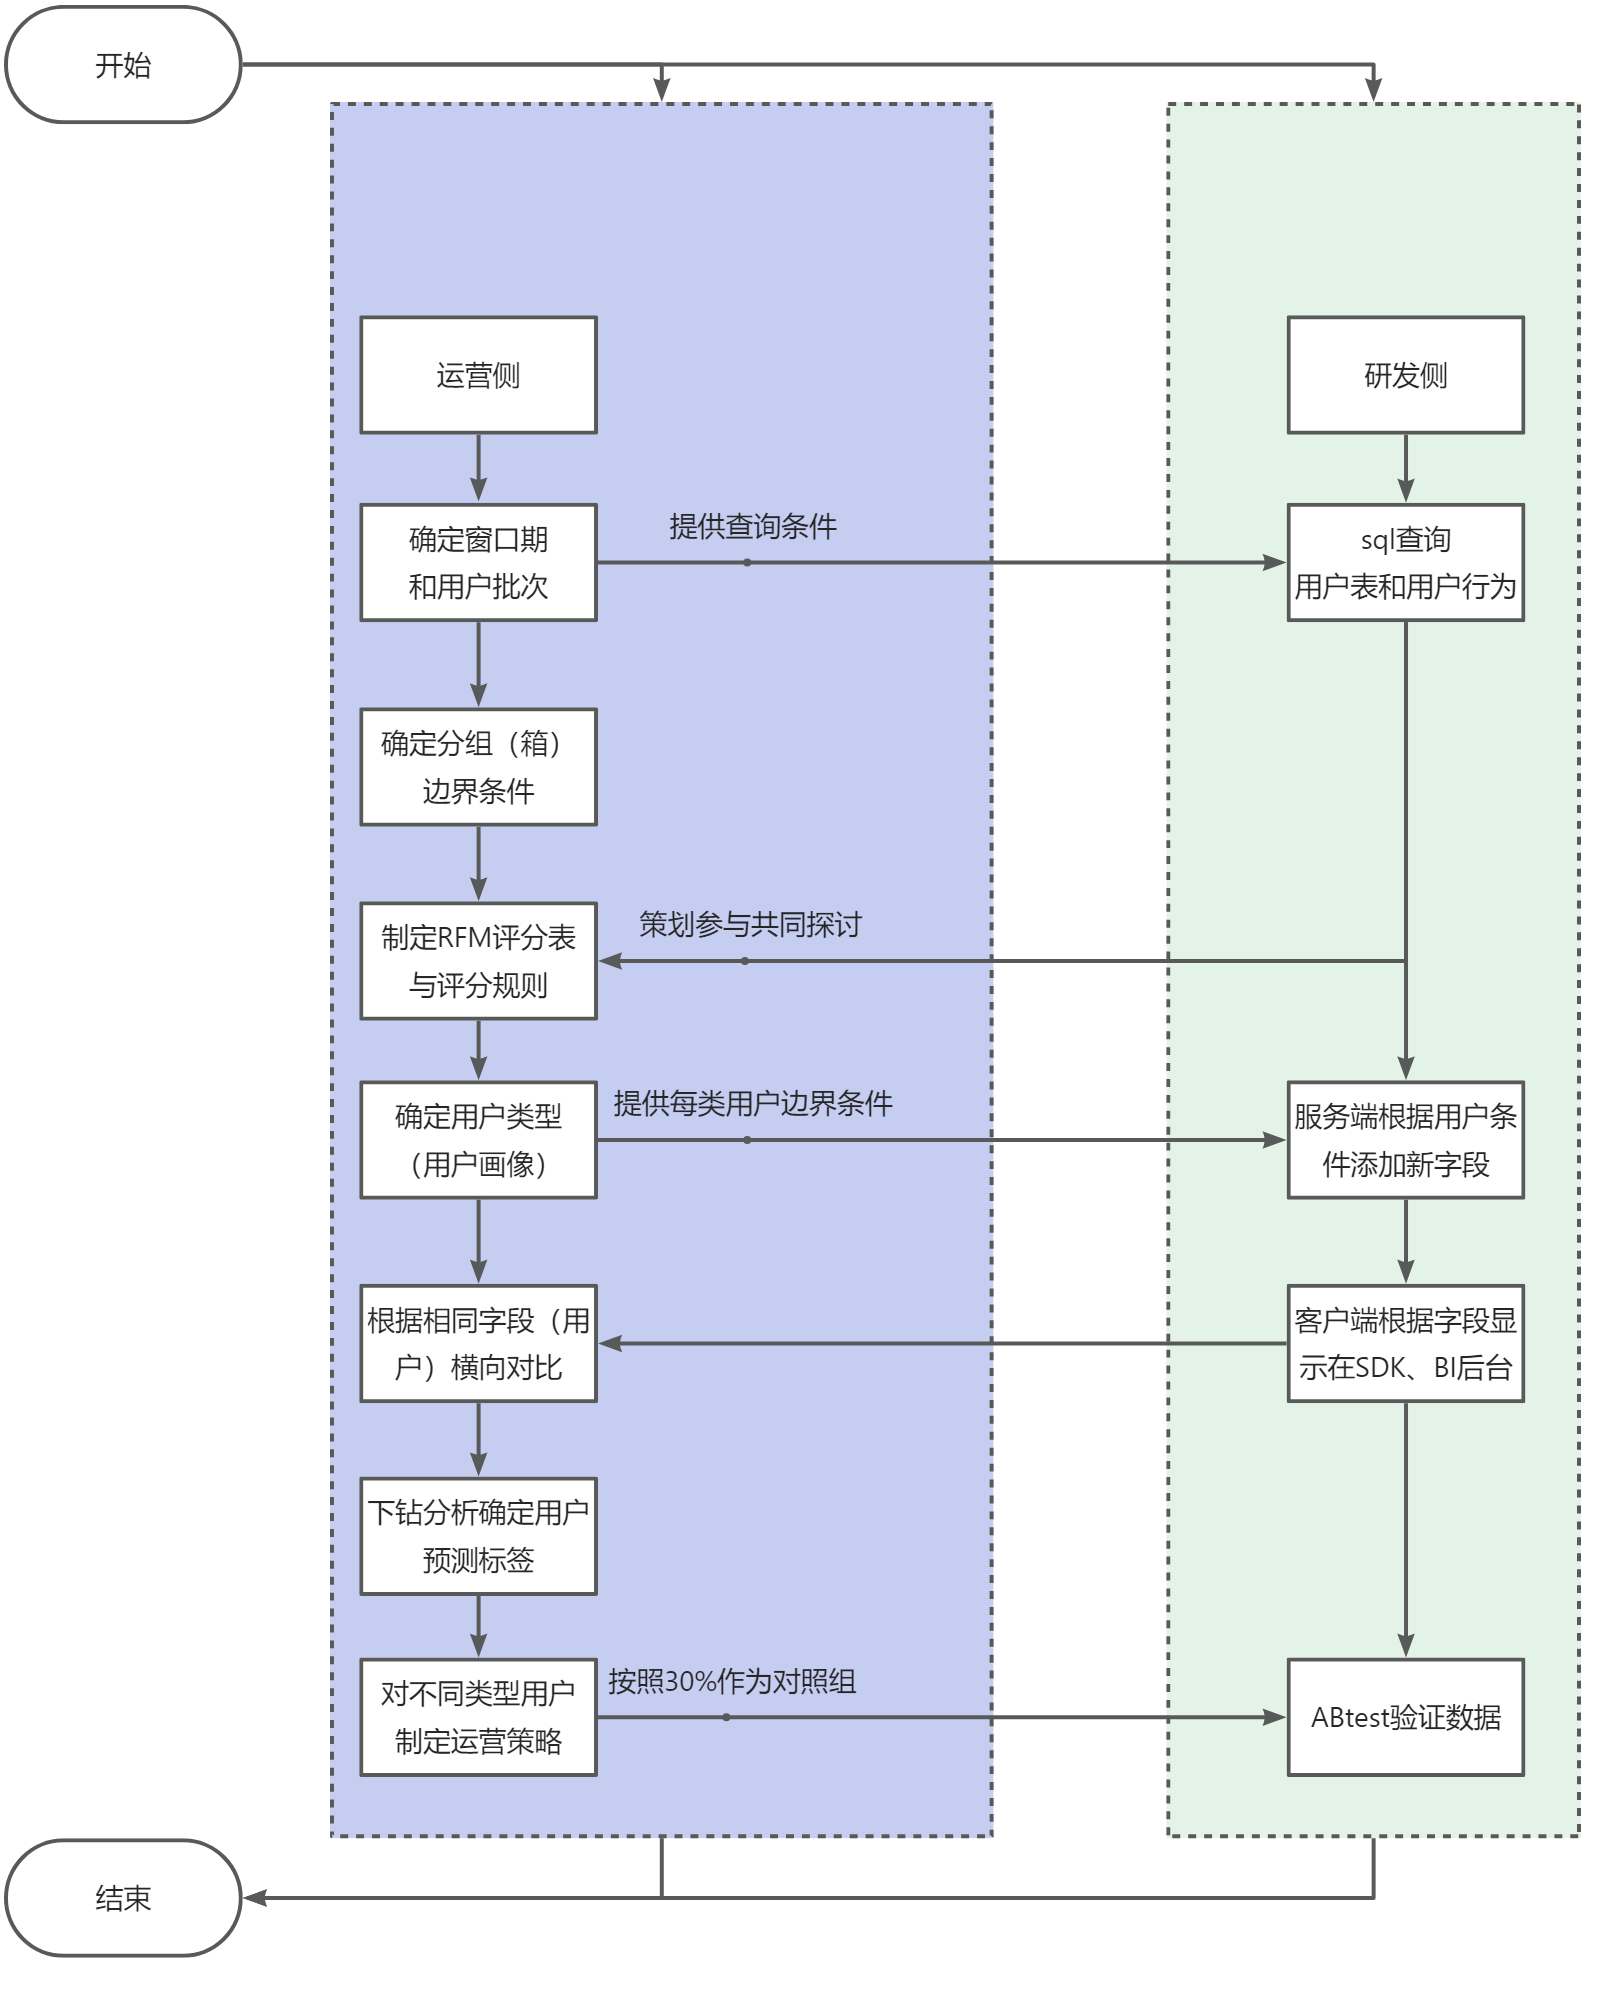 开始
运营侧
研发侧
确定窗口期
和用户批次
提供查询条件
sql查询
用户表和用户行为
确定分组（箱）
边界条件
制定RFM评分表
与评分规则
策划参与共同探讨
确定用户类型
（用户画像）
提供每类用户边界条件
服务端根据用户条
件添加新字段
根据相同字段（用
户）横向对比
客户端根据字段显
示在SDK、BI后台
下钻分析确定用户
预测标签
对不同类型用户
制定运营策略
按照30%作为对照组
ABtest验证数据
结束